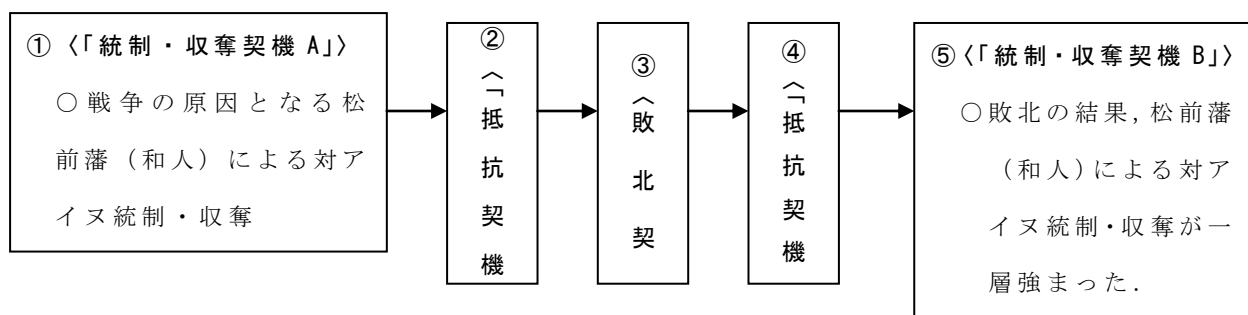 ①〈「統制・収奪契機A」〉
○戦争の原因となる松
前藩(和人)による対ア
イヌ統制・収奪
②〈「抵抗契機
③〈敗北契
④〈「抵抗契機
⑤〈「統制・収奪契機B」〉
○敗北の結果,松前藩
(和人)による対ア
イヌ統制・収奪が一
層強まった.